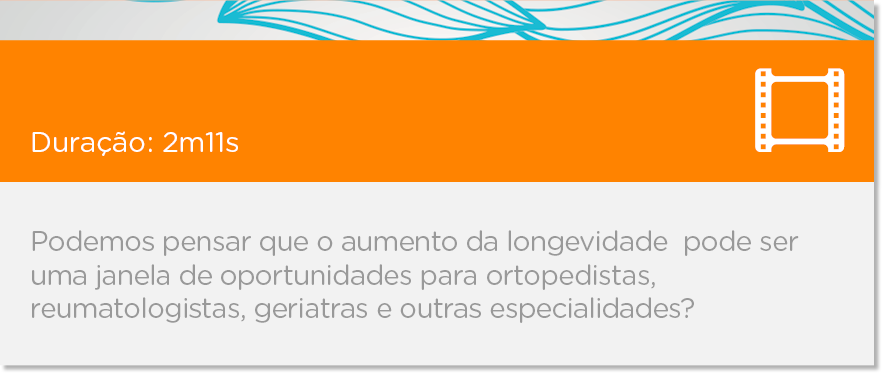 Duração: 2m11s
Podemos pensar que o aumento da longevidade  pode ser
uma janela de oportunidades para ortopedistas,
reumatologistas, geriatras e outras especialidades?